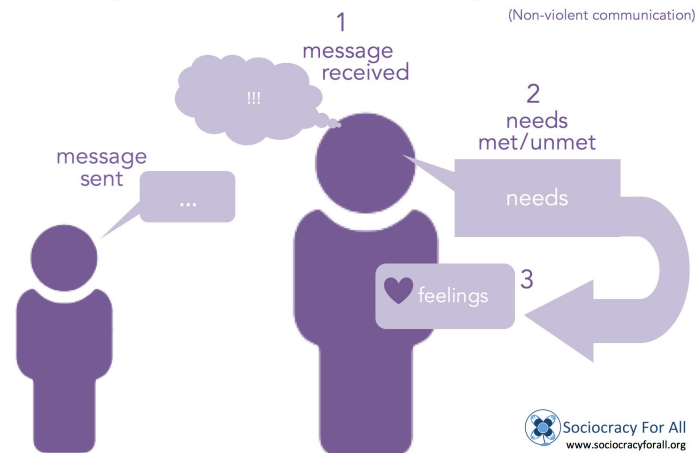 (Non-violent communication)
1
message
received
!!!
2
needs
met/unmet
message
sent
...
needs
3
feelings
Sociocracy For All
www.sociocracyforall.org